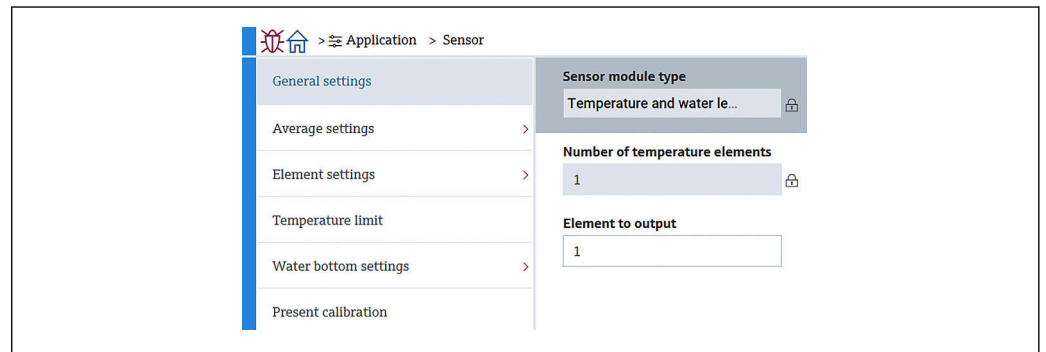 > Application > Sensor
General settings
Average settings >
Element settings >
Temperature limit
Water bottom settings >
Present calibration
Sensor module type
Temperature and water le...
Number of temperature elements
1
Element to output
1